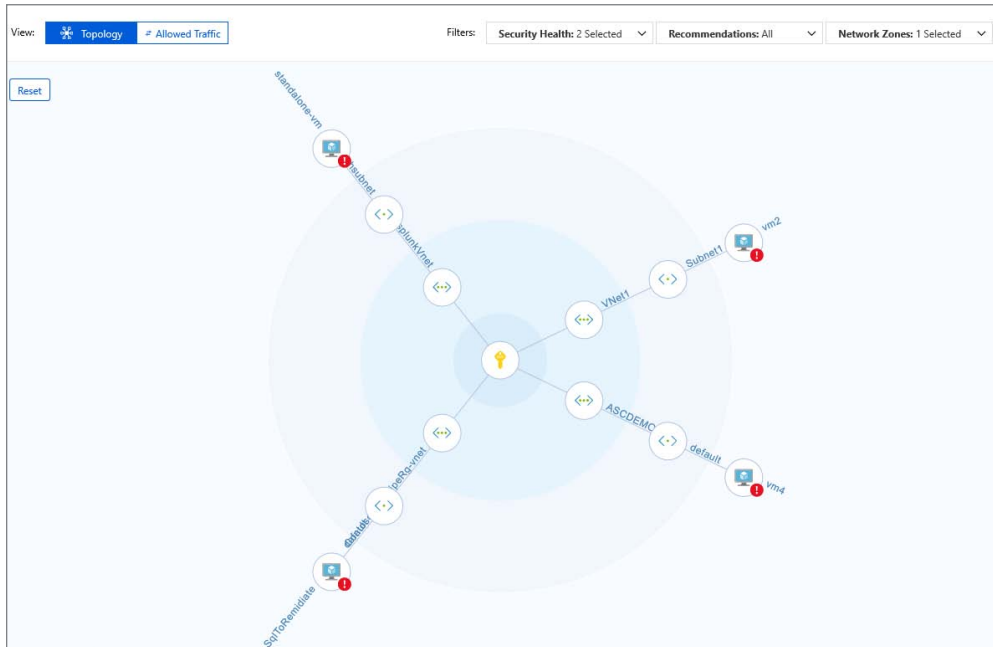 View:
Topology
Allowed Traffic
Filters:
Security Health: 2 Selected
Recommendations: All
Network Zones: 1 Selected
Reset
standalone-vm
splunkVnet
vm2
Subnet1
VNet1
ASCDEMO
default
vm4
SqlToRemidiate